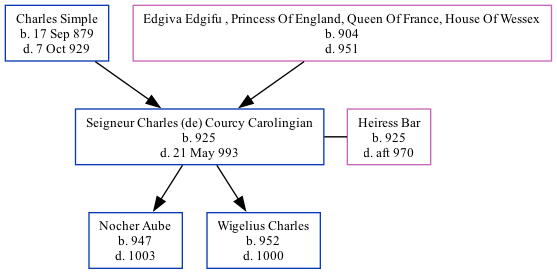 Charles Simple
b. 17 Sep 879
d. 7 Oct 929
Edgiva Edgifu , Princess Of England, Queen Of France, House Of Wessex
b. 904
d. 951
Seigneur Charles (de) Courcy Carolingian
b. 925
d. 21 May 993
Heiress Bar
b. 925
d. aft 970
Nocher Aube
b. 947
d. 1003
Wigelius Charles
b. 952
d. 1000